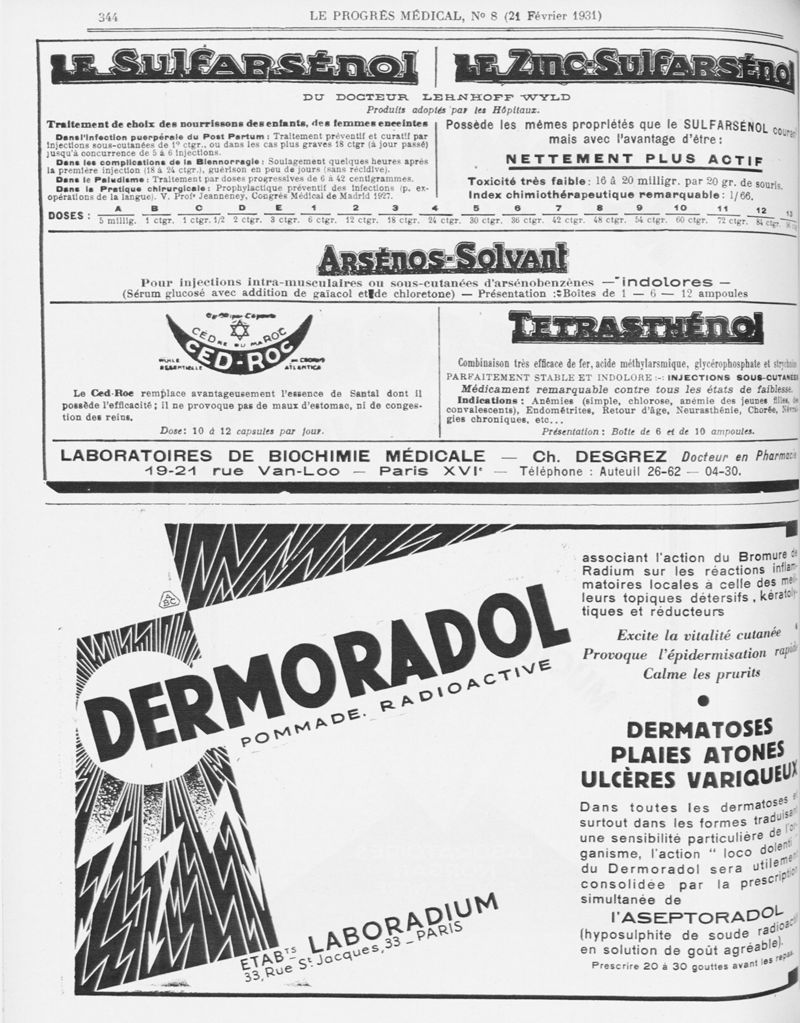 344
LE PROGRÈS MÉDICAL, No 8 (21 Février 1931)
LE SULFARSÉNOL
LE ZINC-SULFARSÉNOL
DU DOCTEUR LEHNHOFF WYLD
Produits adoptés par les Hôpitaux.
Traitement de choix des nourrissons des enfants, des femmes enceintes
Dans l'infection puerpérale du Post Partum : Traitement préventif et curatif par
injections sous-cutanées de 1º ctgr., ou dans les cas plus graves 18 ctgr (à jour passé)
jusqu'à concurrence de 5 à 6 injections.
Dans les complications de la Blennorragie : Soulagement quelques heures après
la première injection (18 à 24 ctgr.), guérison en peu de jours (sans récidive).
Dans le Paludisme : Traitement par doses progressives de 6 à 42 centigrammes.
Dans la Pratique chirurgicale : Prophylactique préventif des infections (p. ex-
opérations de la langue). V. Profr Jeanneney, Congrès Médical de Madrid 1927.
Possède les mêmes propriétés que le SULFARSÉNOL courant
mais avec l'avantage d'être :
NETTEMENT PLUS ACTIF
Toxicité très faible : 16 à 20 milligr. par 20 gr. de souris.
Index chimiothérapeutique remarquable : 1/66.
DOSES : A B C D E 1 2 3 4 5 6 7 8 9 10 11 12 13
5 millig. 1 ctgr. 1 ctgr. 1/2 2 ctgr. 3 ctgr. 6 ctgr. 12 ctgr. 18 ctgr. 24 ctgr. 30 ctgr. 36 ctgr. 42 ctgr. 48 ctgr. 54 ctgr. 60 ctgr. 72 ctgr. 84 ctgr.
ARSÉNOS-SOLVANT
Pour injections intra-musculaires ou sous-cutanées d'arsénobenzènes — indolores —
(Sérum glucosé avec addition de gaïacol et de chloretone) — Présentation :: Boîtes de 1 — 6 — 12 ampoules
CÈDRE DU MAROC
CED-ROC
HUILE ESSENTIELLE
ATLANTICA
Le Ced-Roc remplace avantageusement l'essence de Santal dont il
possède l'efficacité ; il ne provoque pas de maux d'estomac, ni de conges-
tion des reins.
Dose: 10 à 12 capsules par jour.
TETRASTHÉNOL
Combinaison très efficace de fer, acide méthylarsinique, glycérophosphate et strychnine
PARFAITEMENT STABLE ET INDOLORE :-: INJECTIONS SOUS-CUTANÉES
Médicament remarquable contre tous les états de faiblesse.
Indications : Anémies (simple, chlorose, anémie des jeunes filles, des
convalescents), Endométrites, Retour d'âge, Neurasthénie, Chorée, Névral
gies chroniques, etc...
Présentation : Boîte de 6 et de 10 ampoules.
LABORATOIRES DE BIOCHIMIE MÉDICALE — Ch. DESGREZ Docteur en Pharmacie
19-21 rue Van-Loo — Paris XVIe — Téléphone : Auteuil 26-62 — 04-30.
A.B.C
DERMORADOL
POMMADE. RADIOACTIVE
ETABts LABORADIUM
33, Rue St Jacques, 33 – PARIS
associant l'action du Bromure de
Radium sur les réactions inflam-
matoires locales à celle des meil-
leurs topiques détersifs, kératoly-
tiques et réducteurs
Excite la vitalité cutanée
Provoque l'épidermisation rapide
Calme les prurits
DERMATOSES
PLAIES ATONES
ULCÈRES VARIQUEUX
Dans toutes les dermatoses et
surtout dans les formes traduisant
une sensibilité particulière de l'or-
ganisme, l'action " loco dolenti "
du Dermoradol sera utilement
consolidée par la prescription
simultanée de
l'ASEPTORADOL
(hyposulphite de soude radioactif
en solution de goût agréable).
Prescrire 20 à 30 gouttes avant les repas.